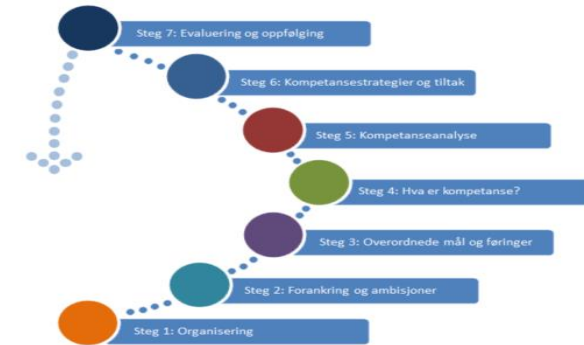 Steg 7: Evaluering og oppfølging
Steg 6: Kompetansestrategier og tiltak
Steg 5: Kompetanseanalyse
Steg 4: Hva er kompetanse?
Steg 3: Overordnede mål og føringer
Steg 2: Forankring og ambisjoner
Steg 1: Organisering